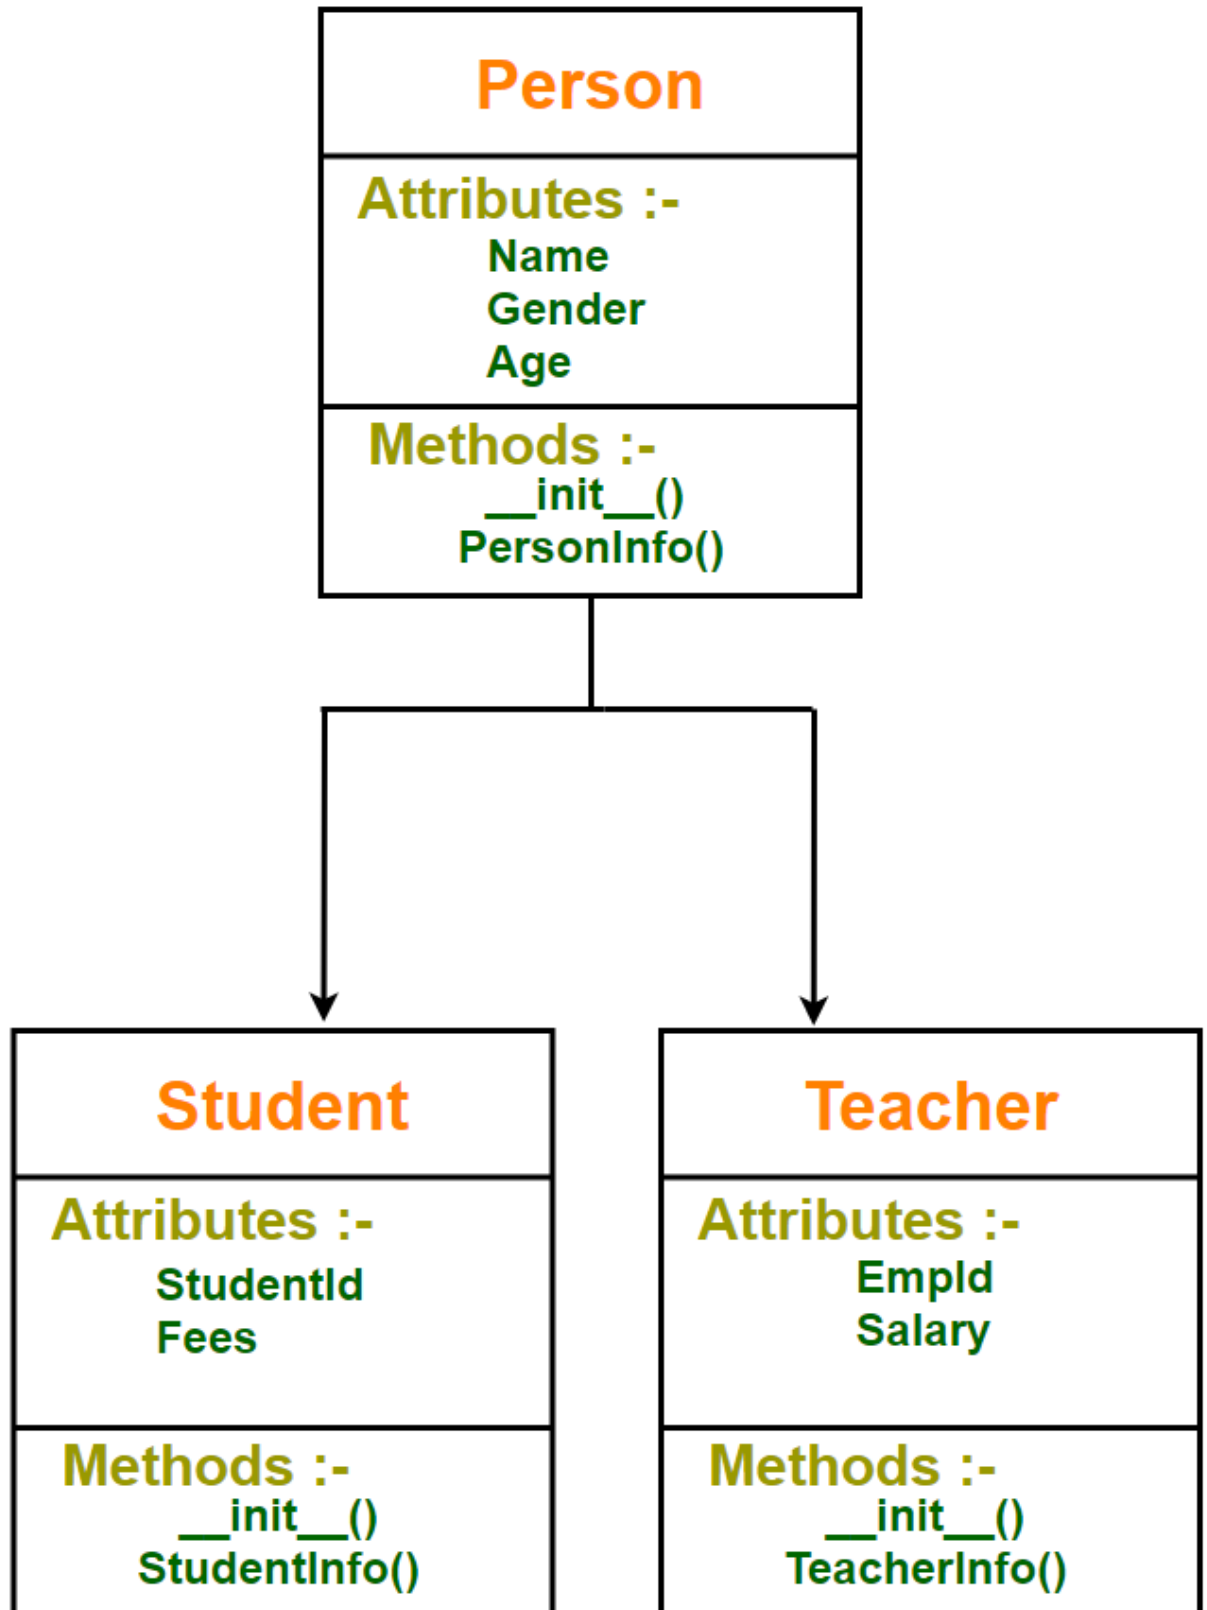 Person
Attributes :-
Name
Gender
Age
Methods :-
__init__()
PersonInfo()
Student
Attributes :-
StudentId
Fees
Methods :-
__init__()
StudentInfo()
Teacher
Attributes :-
EmpId
Salary
Methods :-
__init__()
TeacherInfo()